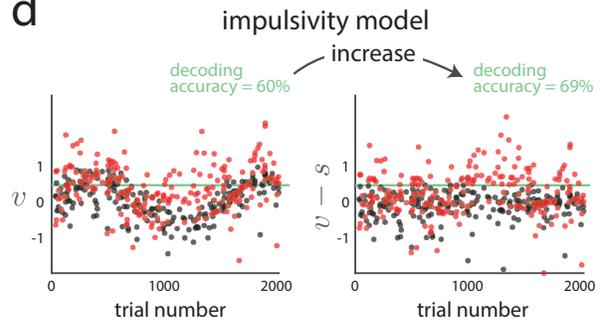 d
impulsivity model
increase
decoding
accuracy = 60%
decoding
accuracy = 69%
v
1
0
-1
0
1000
2000
trial number
v − s
1
0
-1
0
1000
2000
trial number